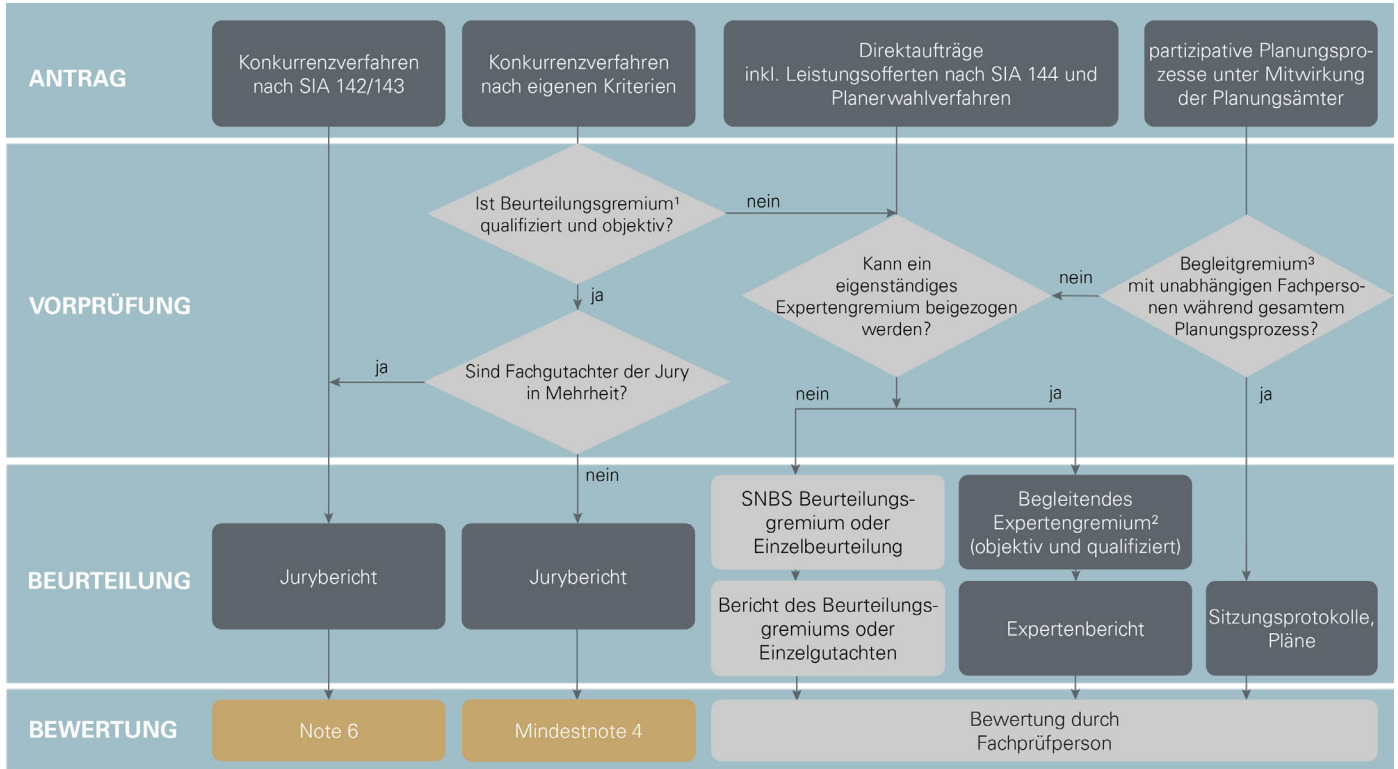 ANTRAG
Konkurrenzverfahren
nach SIA 142/143
Konkurrenzverfahren
nach eigenen Kriterien
Direktaufträge
inkl. Leistungsofferten nach SIA 144 und
Planerwahlverfahren
partizipative Planungspro-
zesse unter Mitwirkung
der Planungsämter
VORPRÜFUNG
Ist Beurteilungsgremium¹
qualifiziert und objektiv?
nein
ja
Sind Fachgutachter der Jury
in Mehrheit?
ja
nein
Kann ein
eigenständiges
Expertengremium beigezogen
werden?
nein
ja
nein
Begleitgremium³
mit unabhängigen Fachperso-
nen während gesamtem
Planungsprozess?
ja
BEURTEILUNG
Jurybericht
Jurybericht
SNBS Beurteilungs-
gremium oder
Einzelbeurteilung
Begleitendes
Expertengremium²
(objektiv und qualifiziert)
Bericht des Beurteilungs-
gremiums oder
Einzelgutachten
Expertenbericht
Sitzungsprotokolle,
Pläne
BEWERTUNG
Note 6
Mindestnote 4
Bewertung durch
Fachprüfperson